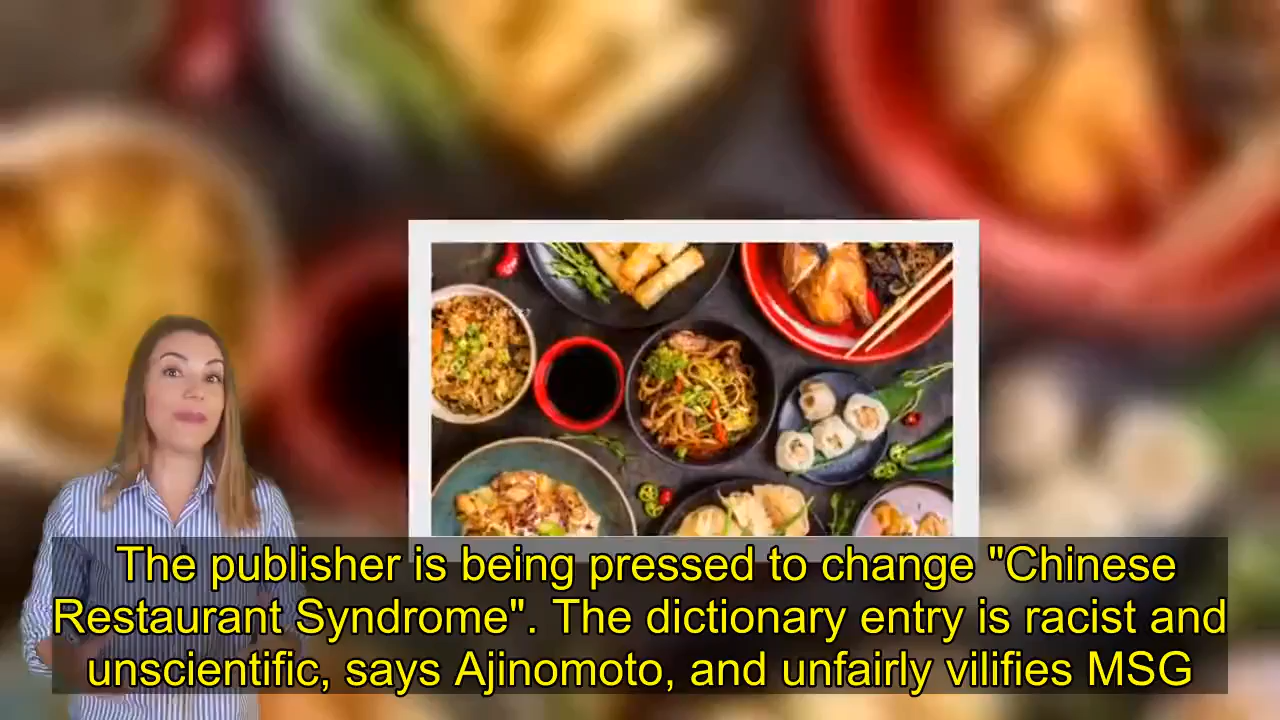 The publisher is being pressed to change "Chinese
Restaurant Syndrome". The dictionary entry is racist and
unscientific, says Ajinomoto, and unfairly vilifies MSG